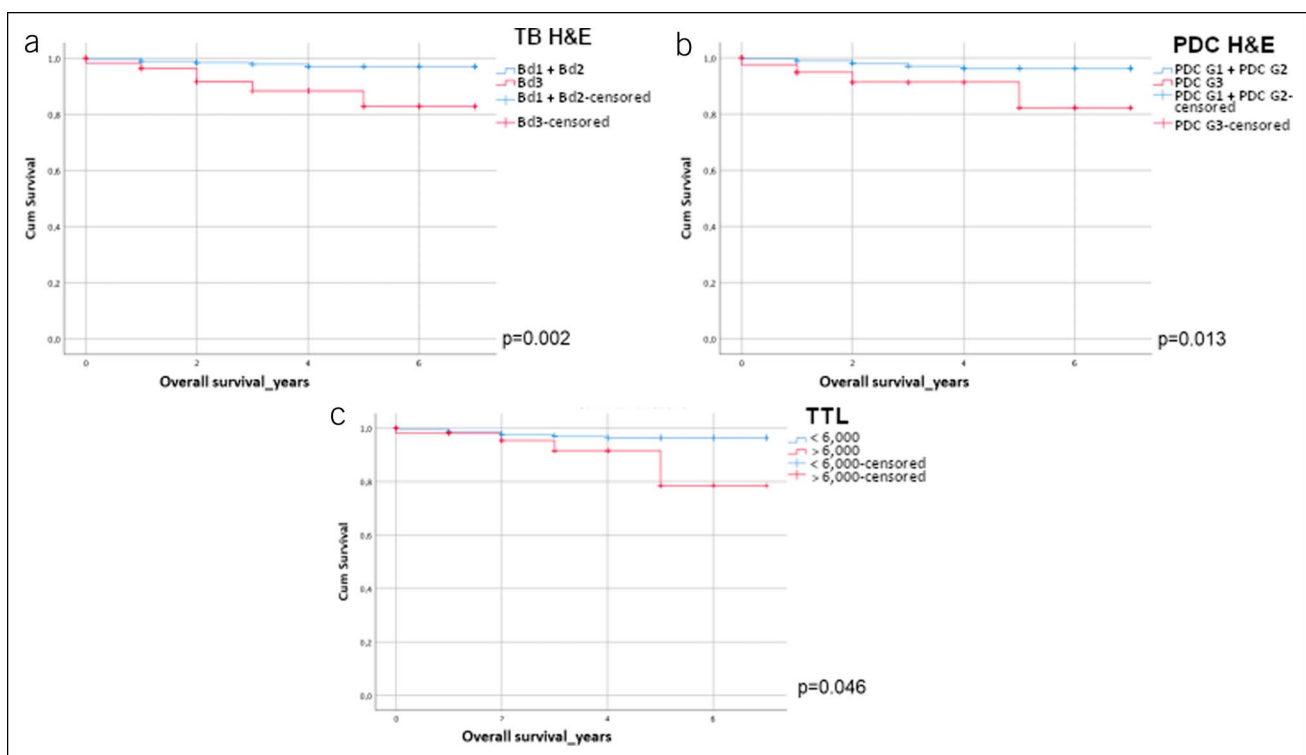 a
TB H&E
Bd1 + Bd2
Bd3
Bd1 + Bd2-censored
Bd3-censored
1,0
0,8
0,6
0,4
0,2
0,0
Cum Survival
0 2 4 6
Overall survival_years
p=0.002
b
PDC H&E
PDC G1 + PDC G2
PDC G3
PDC G1 + PDC G2-
censored
PDC G3-censored
1,0
0,8
0,6
0,4
0,2
0,0
Cum Survival
0 2 4 6
Overall survival_years
p=0.013
c
TTL
< 6,000
> 6,000
< 6,000-censored
> 6,000-censored
1,0
0,8
0,6
0,4
0,2
0,0
Cum Survival
0 2 4 6
Overall survival_years
p=0.046